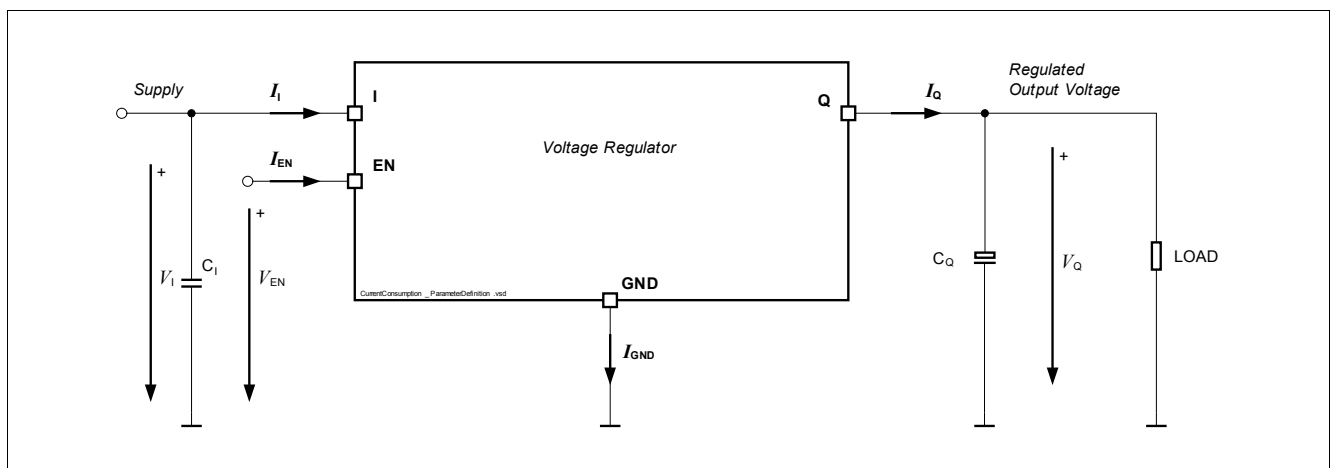 Supply
I_I
I
EN
I_EN
Voltage Regulator
Q
I_Q
Regulated
Output Voltage
+
+
+
V_I
C_I
V_EN
GND
CurrentConsumption _ ParameterDefinition .vsd
I_GND
C_Q
V_Q
LOAD